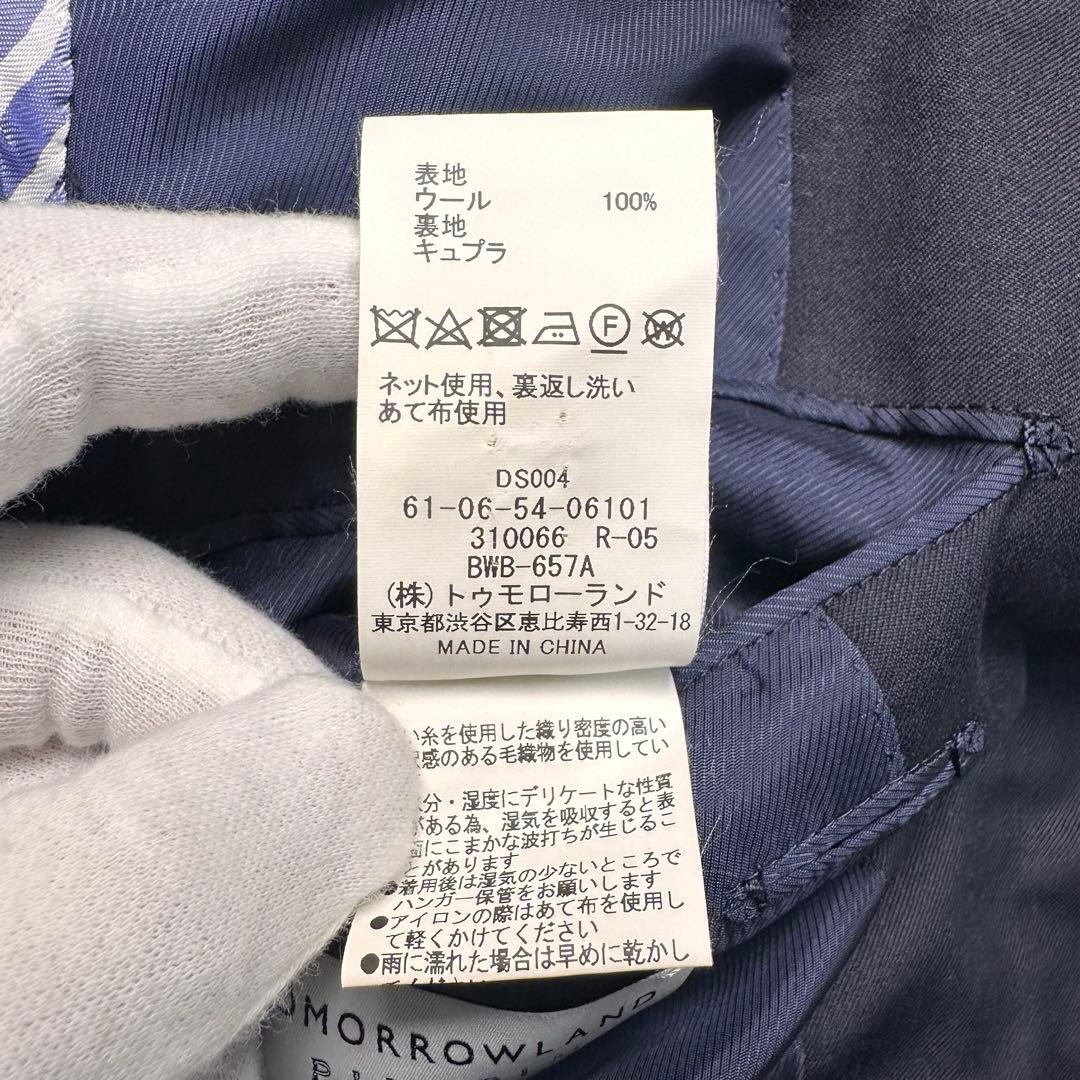 表地
ウール 100%
裏地
キュプラ
F W
ネット使用、裏返し洗い
あて布使用
DS004
61-06-54-06101
310066 R-05
BWB-657A
(株)トゥモローランド
東京都渋谷区恵比寿西1-32-18
MADE IN CHINA
糸を使用した織り密度の高い
感のある毛織物を使用してい
分・湿度にデリケートな性質
がある為、湿気を吸収すると表
面にこまかな波打ちが生じるこ
とがあります
●着用後は湿気の少ないところで
ハンガー保管をお願いします
●アイロンの際はあて布を使用し
て軽くかけてください
●雨に濡れた場合は早めに乾かし
OMORROWLAND